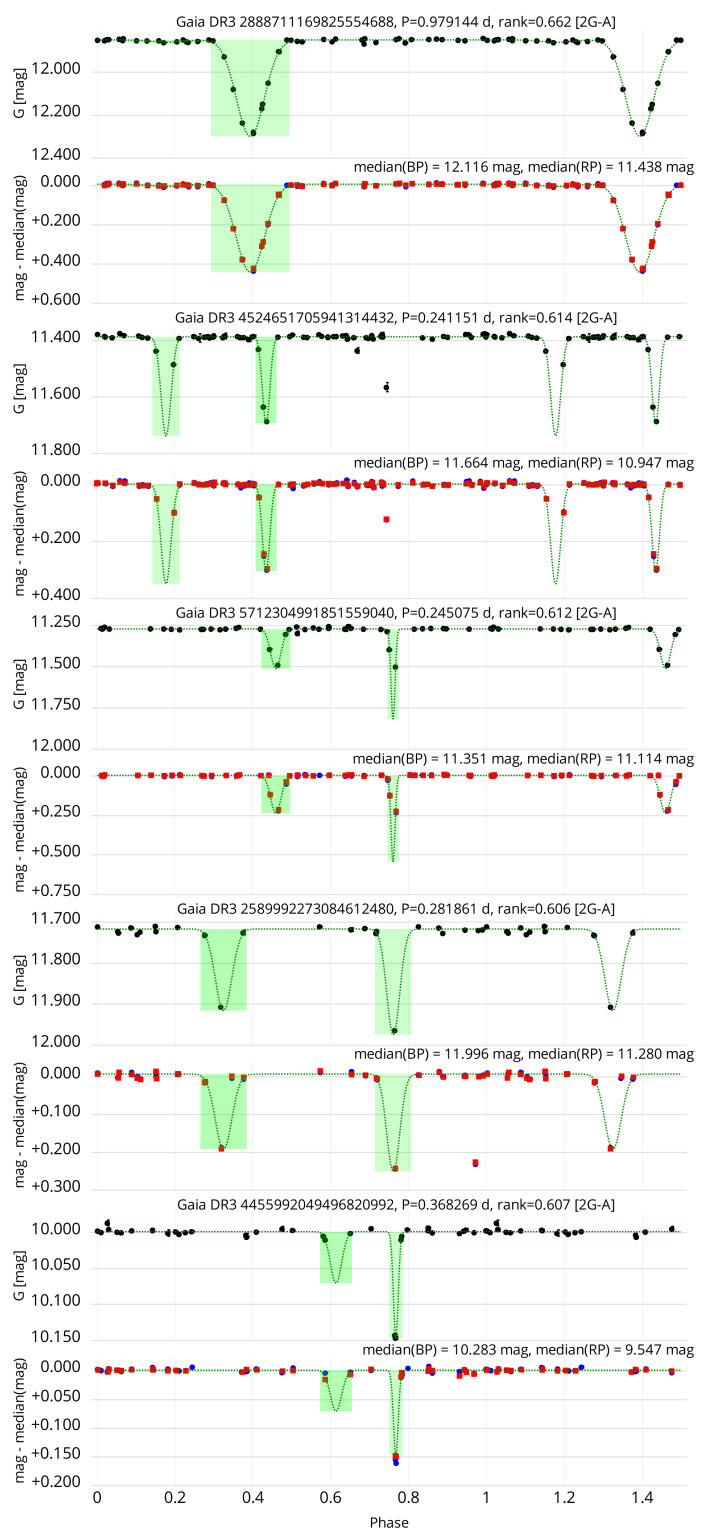 Gaia DR3 2888711169825554688, P=0.979144 d, rank=0.662 [2G-A]
12.000
12.200
12.400
G [mag]
median(BP) = 12.116 mag, median(RP) = 11.438 mag
0.000
+0.200
+0.400
+0.600
mag - median(mag)
Gaia DR3 4524651705941314432, P=0.241151 d, rank=0.614 [2G-A]
11.400
11.600
11.800
G [mag]
median(BP) = 11.664 mag, median(RP) = 10.947 mag
0.000
+0.200
+0.400
mag - median(mag)
Gaia DR3 5712304991851559040, P=0.245075 d, rank=0.612 [2G-A]
11.250
11.500
11.750
12.000
G [mag]
median(BP) = 11.351 mag, median(RP) = 11.114 mag
0.000
+0.250
+0.500
+0.750
mag - median(mag)
Gaia DR3 2589992273084612480, P=0.281861 d, rank=0.606 [2G-A]
11.700
11.800
11.900
12.000
G [mag]
median(BP) = 11.996 mag, median(RP) = 11.280 mag
0.000
+0.100
+0.200
+0.300
mag - median(mag)
Gaia DR3 4455992049496820992, P=0.368269 d, rank=0.607 [2G-A]
10.000
10.050
10.100
10.150
G [mag]
median(BP) = 10.283 mag, median(RP) = 9.547 mag
0.000
+0.050
+0.100
+0.150
+0.200
mag - median(mag)
0 0.2 0.4 0.6 0.8 1 1.2 1.4
Phase